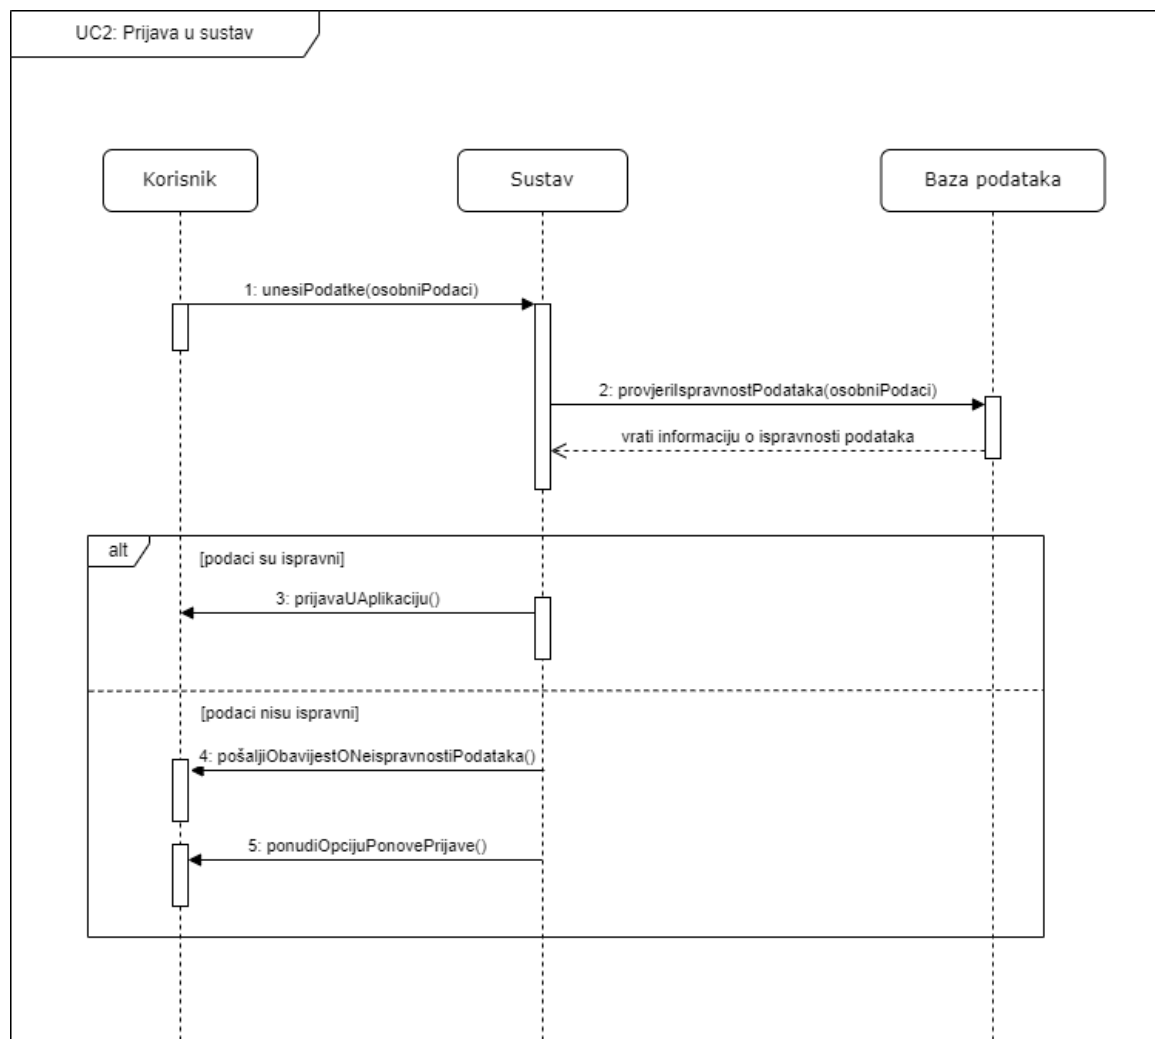 UC2: Prijava u sustav
Korisnik
Sustav
Baza podataka
1: unesiPodatke(osobniPodaci)
2: provjeriIspravnostPodataka(osobniPodaci)
vrati informaciju o ispravnosti podataka
alt
[podaci su ispravni]
3: prijavaUAplikaciju()
[podaci nisu ispravni]
4: pošaljiObavijestONeispravnostiPodataka()
5: ponudiOpcijuPonovePrijave()